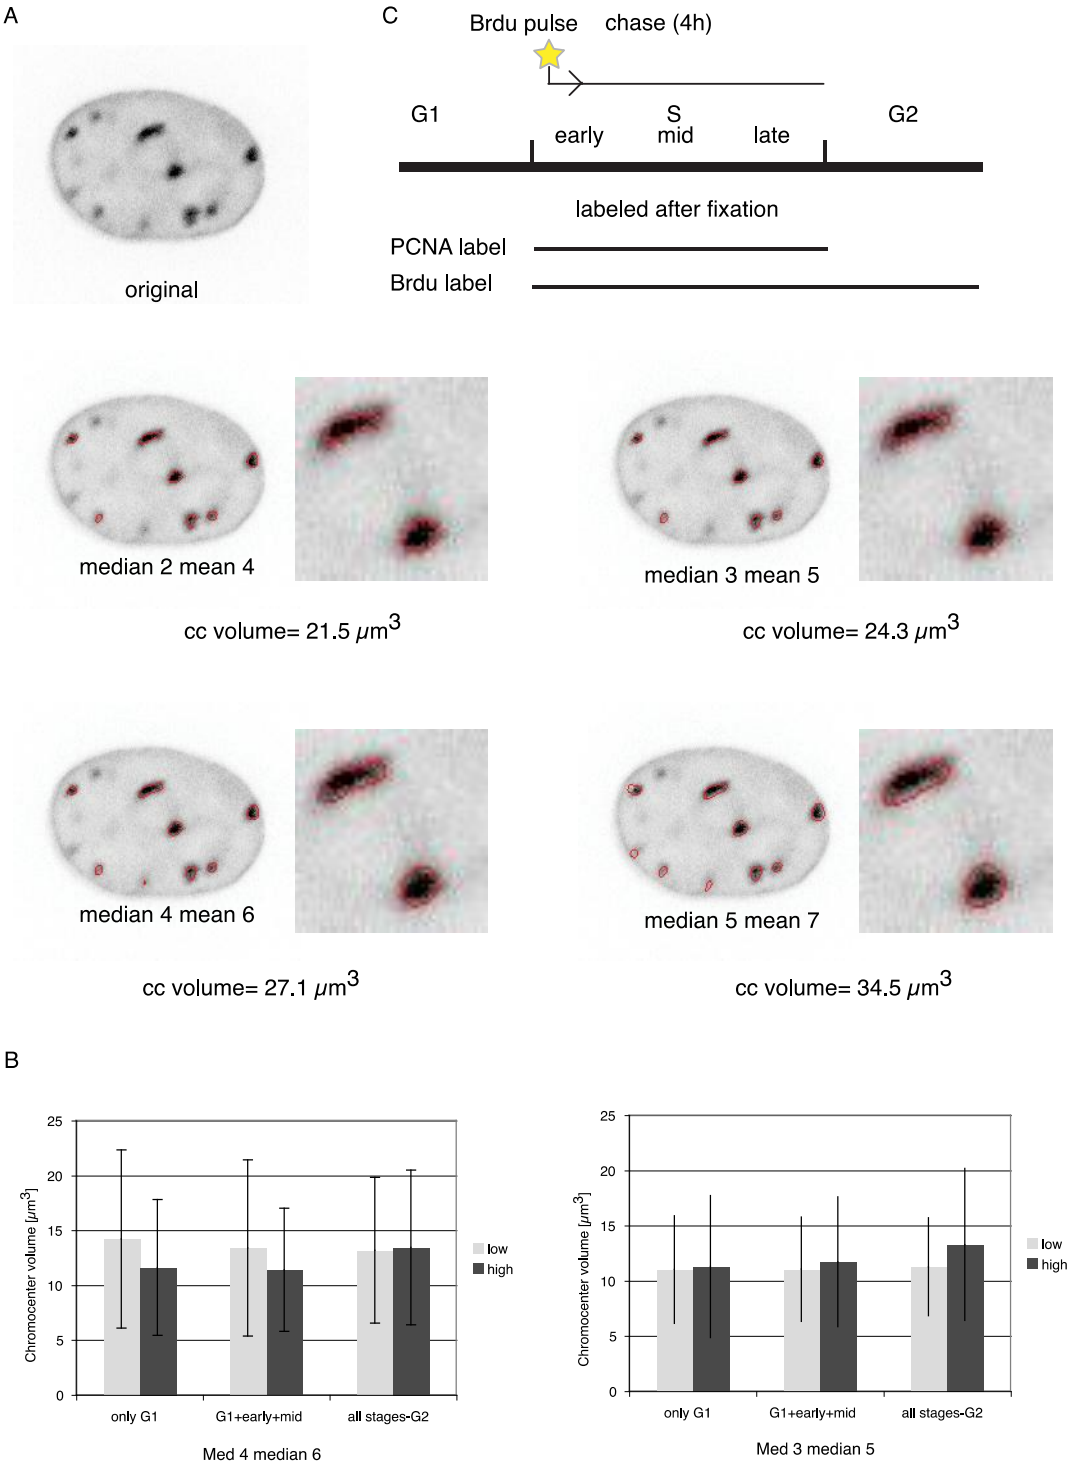 A
original
C
Brdu pulse chase (4h)
G1
S
G2
early
mid
late
labeled after fixation
PCNA label
Brdu label
median 2 mean 4
cc volume= 21.5 µm³
median 3 mean 5
cc volume= 24.3 µm³
median 4 mean 6
cc volume= 27.1 µm³
median 5 mean 7
cc volume= 34.5 µm³
B
Chromocenter volume [µm³]
25
20
15
10
5
0
only G1
G1+early+mid
all stages-G2
low
high
Med 4 median 6
Chromocenter volume [µm³]
25
20
15
10
5
0
only G1
G1+early+mid
all stages-G2
low
high
Med 3 median 5